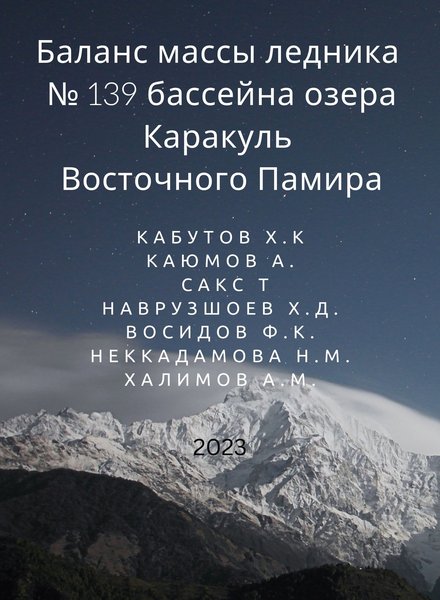 Баланс массы ледника
№ 139 бассейна озера
Каракуль
Восточного Памира
КАБУТОВ Х.К
КАЮМОВ А.
САКС Т
НАВРУЗШОЕВ Х.Д.
ВОСИДОВ Ф.К.
НЕККАДАМОВА Н.М.
ХАЛИМОВ А.М.
2023